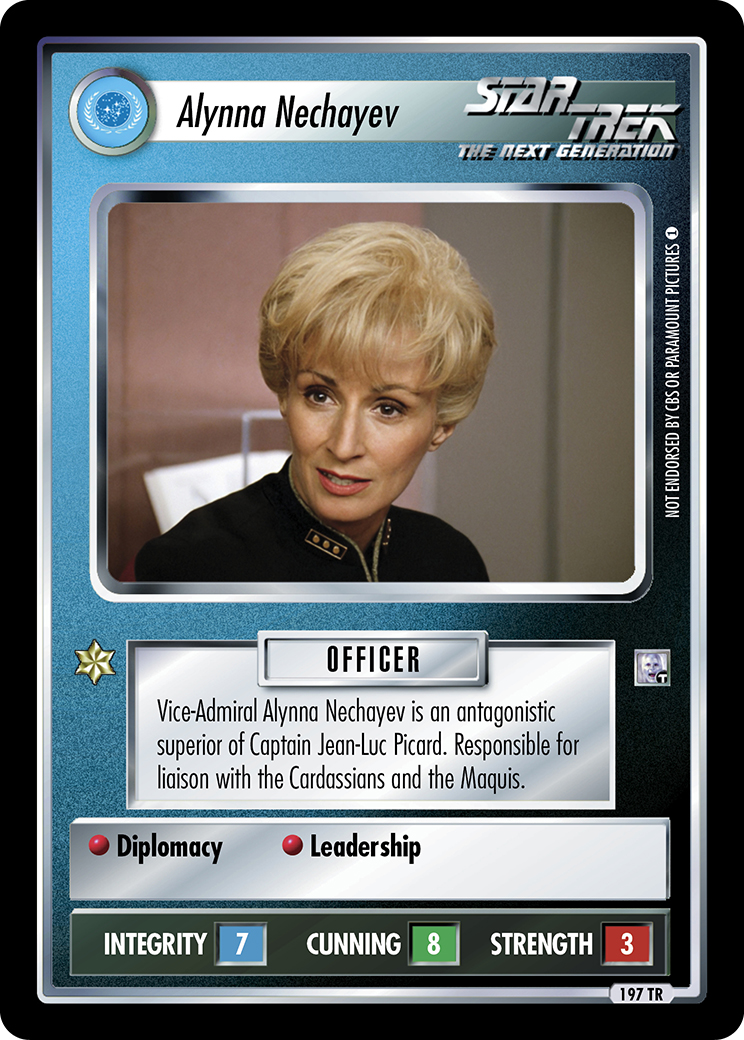 Alynna Nechayev
STAR TREK
THE NEXT GENERATION
NOT ENDORSED BY CBS OR PARAMOUNT PICTURES 1
OFFICER
Vice-Admiral Alynna Nechayev is an antagonistic
superior of Captain Jean-Luc Picard. Responsible for
liaison with the Cardassians and the Maquis.
Diplomacy Leadership
INTEGRITY 7 CUNNING 8 STRENGTH 3
197 TR